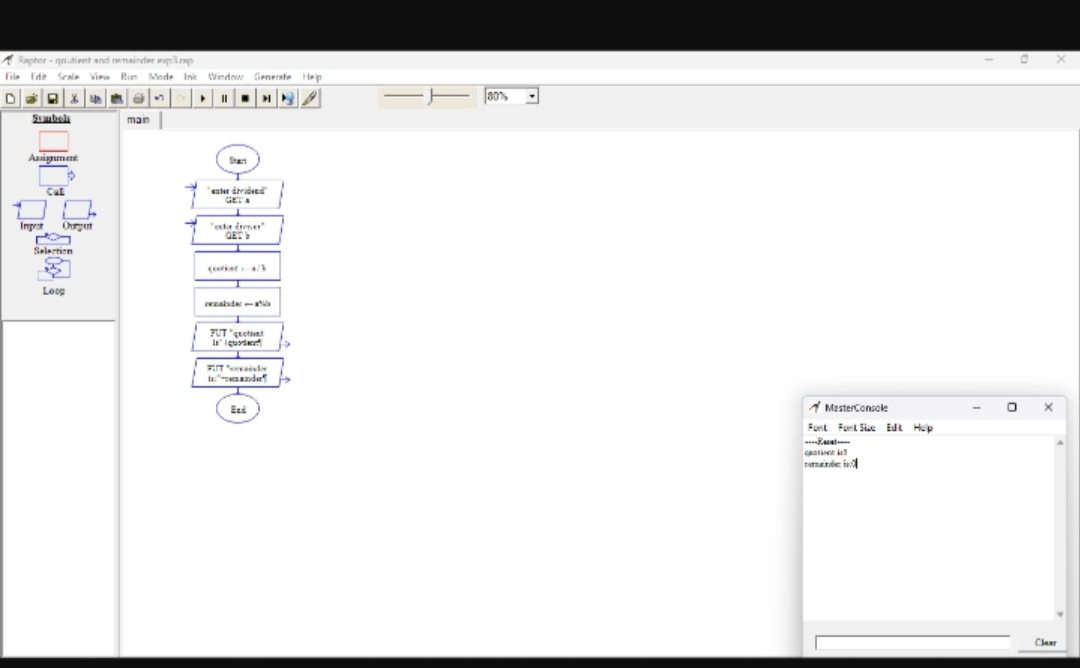 Raptor - qoutient and remainder exp3.rap
File Edit Scale View Run Mode Ink Window Generate Help
80%
Symbols
main
Assignment
Call
Input Output
Selection
Loop
Start
"enter dividend"
GET a
"enter diviser"
GET b
quotient ← a / b
remainder ← a%b
PUT "quotient
is" +quotient¶
PUT "remainder
is:"+remainder¶
End
MasterConsole
Font Font Size Edit Help
----Reset----
quotient is
remainder is:0
Clear